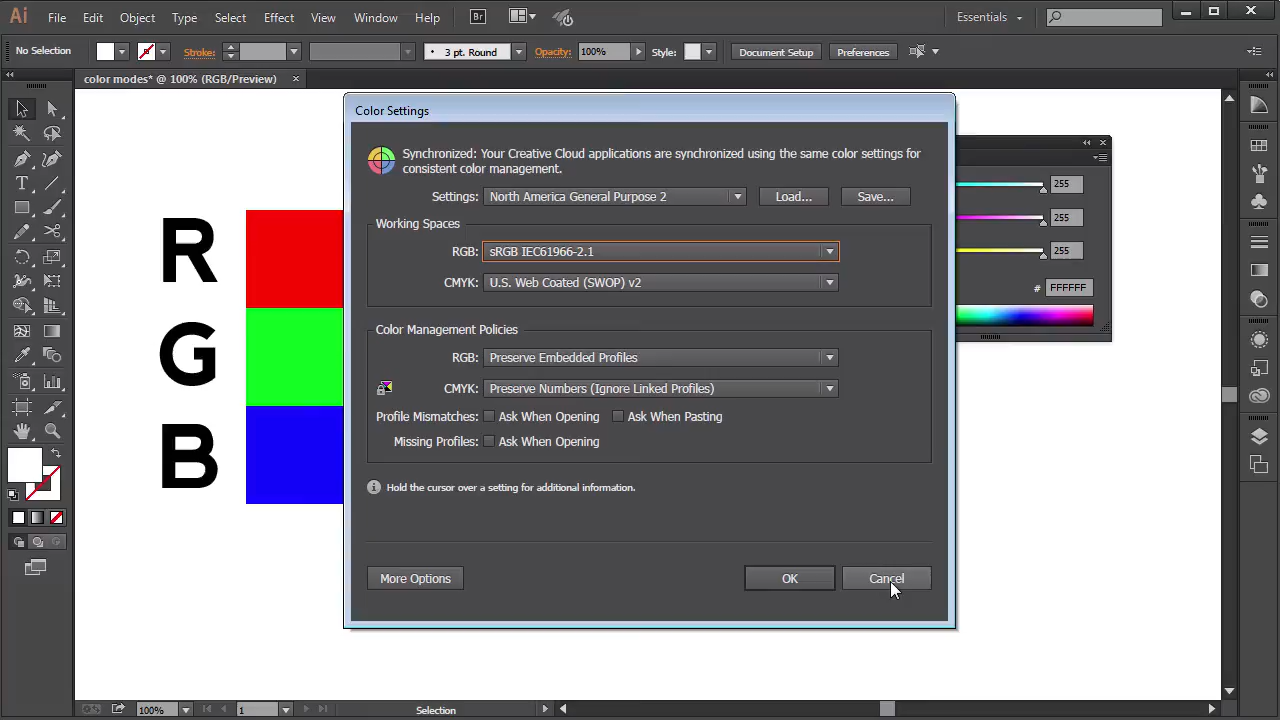 Ai File Edit Object Type Select Effect View Window Help Br Essentials
No Selection Stroke: 3 pt. Round Opacity: 100% Style: Document Setup Preferences
color modes* @ 100% (RGB/Preview)
Color Settings
Synchronized: Your Creative Cloud applications are synchronized using the same color settings for
consistent color management.
Settings: North America General Purpose 2 Load... Save...
Working Spaces
RGB: sRGB IEC61966-2.1
CMYK: U.S. Web Coated (SWOP) v2
Color Management Policies
RGB: Preserve Embedded Profiles
CMYK: Preserve Numbers (Ignore Linked Profiles)
Profile Mismatches: Ask When Opening Ask When Pasting
Missing Profiles: Ask When Opening
Hold the cursor over a setting for additional information.
More Options OK Cancel
R
G
B
255
255
255
# FFFFFF
100% 1 Selection